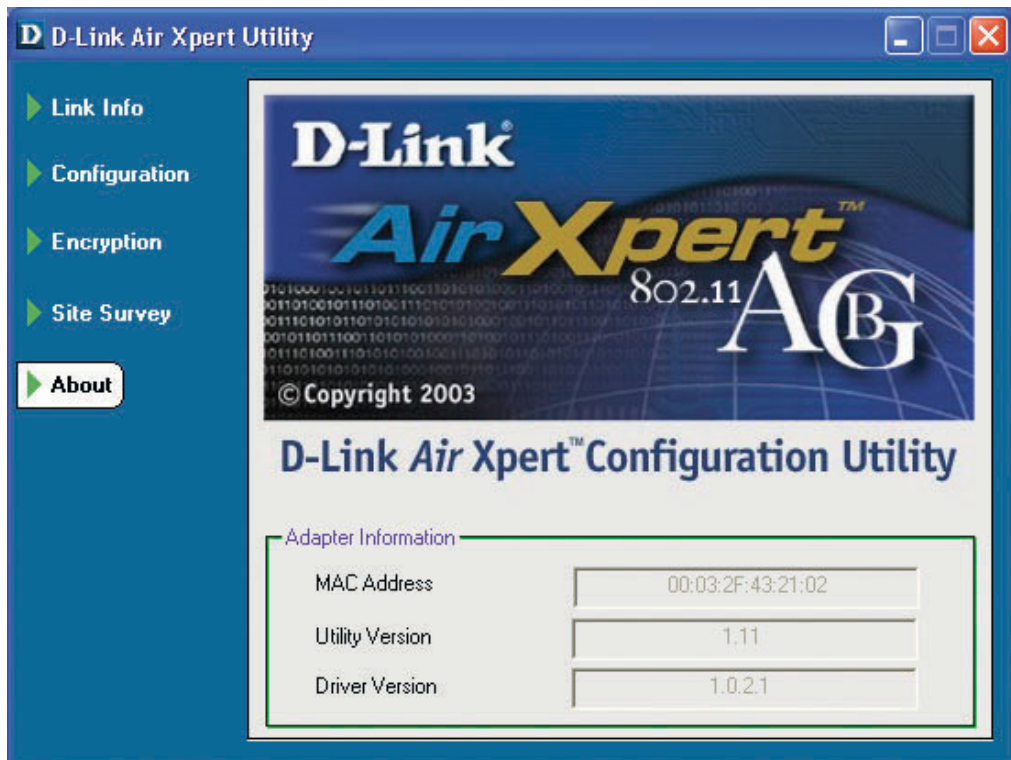 D D-Link Air Xpert Utility
Link Info
Configuration
Encryption
Site Survey
About
D-Link
Air Xpert™
802.11 ABG
© Copyright 2003
D-Link Air Xpert™ Configuration Utility
Adapter Information
MAC Address 00:03:2F:43:21:02
Utility Version 1.11
Driver Version 1.0.2.1